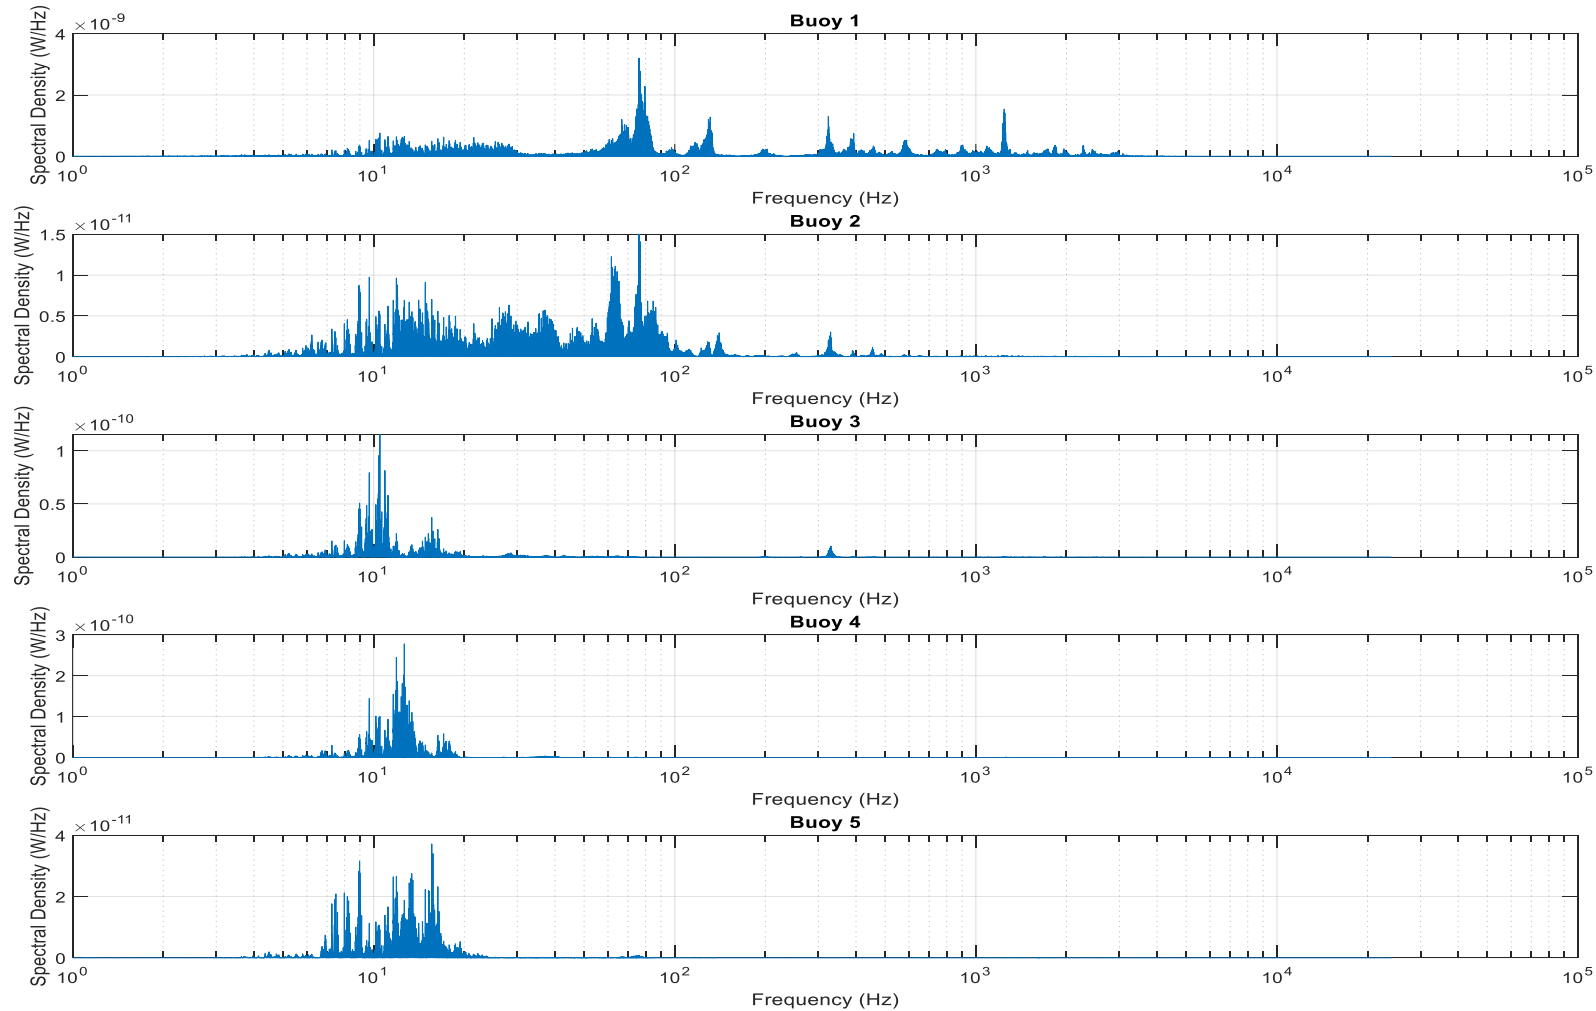 Buoy 1
×10-9
Spectral Density (W/Hz)
4
2
0
100 101 102 103 104 105
Frequency (Hz)
Buoy 2
×10-11
Spectral Density (W/Hz)
1.5
1
0.5
0
100 101 102 103 104 105
Frequency (Hz)
Buoy 3
×10-10
Spectral Density (W/Hz)
1
0.5
0
100 101 102 103 104 105
Frequency (Hz)
Buoy 4
×10-10
Spectral Density (W/Hz)
3
2
1
0
100 101 102 103 104 105
Frequency (Hz)
Buoy 5
×10-11
Spectral Density (W/Hz)
4
2
0
100 101 102 103 104 105
Frequency (Hz)